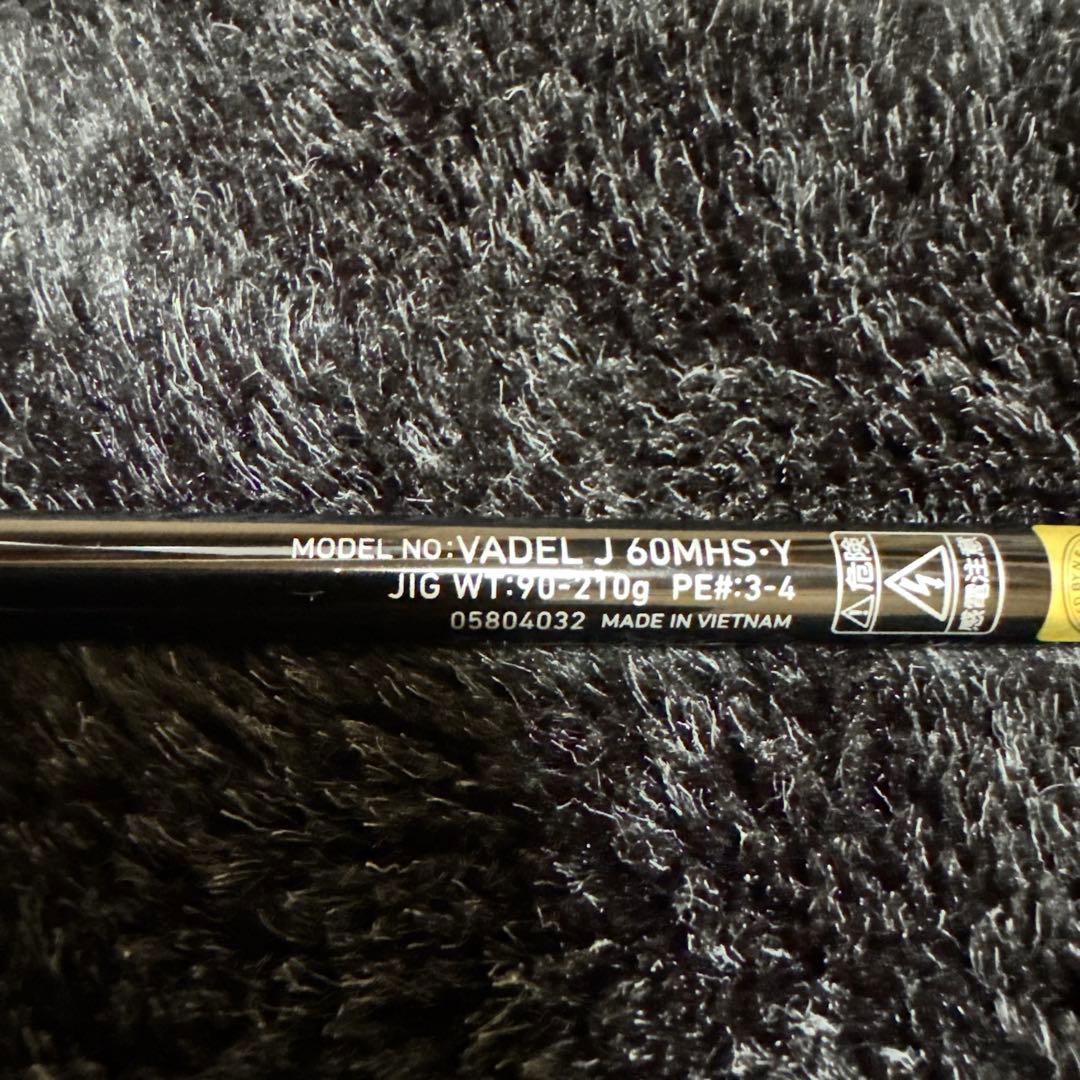 MODEL NO:VADEL J 60MHS・Y
JIG WT:90-210g PE#:3-4
05804032 MADE IN VIETNAM
危険
感電注意